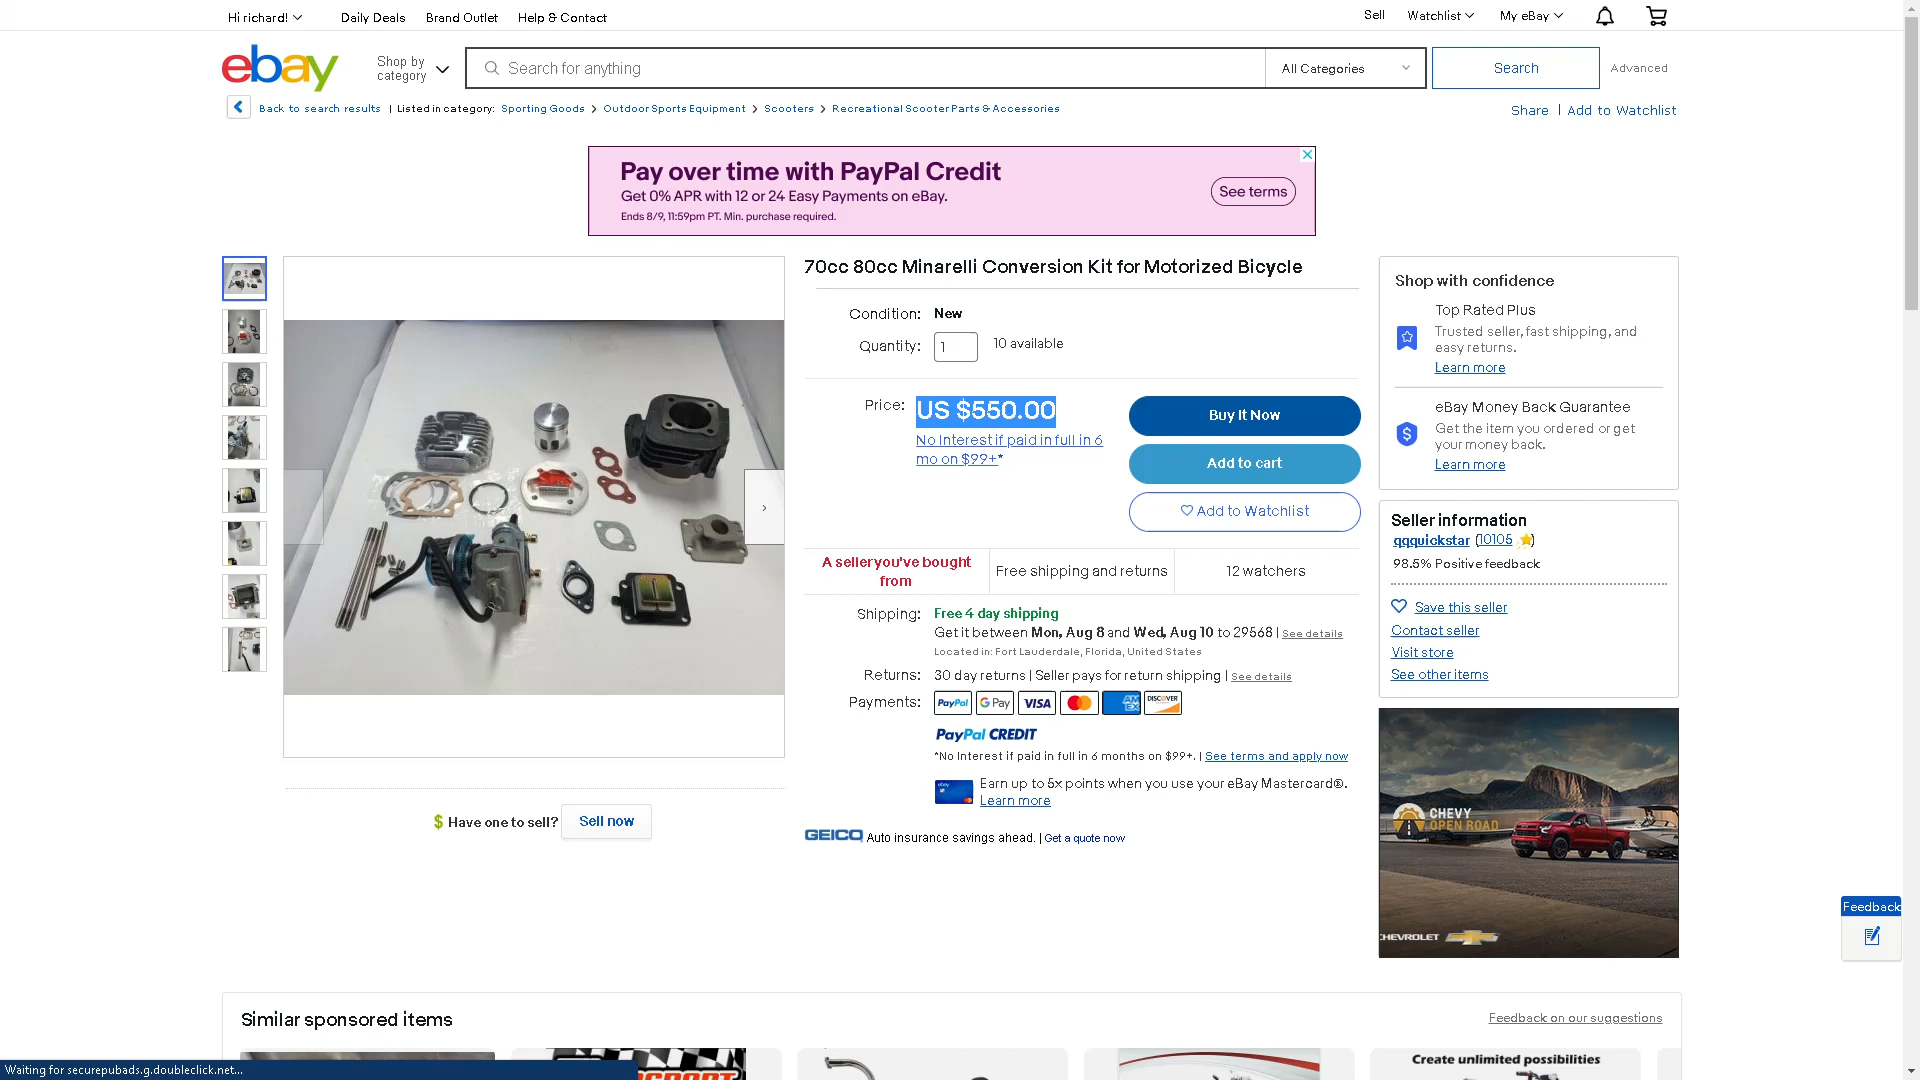 Hi richard!
Daily Deals
Brand Outlet
Help & Contact
Sell
Watchlist
My eBay
ebay
Shop by category
Search for anything
All Categories
Search
Advanced
Back to search results | Listed in category: Sporting Goods > Outdoor Sports Equipment > Scooters > Recreational Scooter Parts & Accessories
Share | Add to Watchlist
Pay over time with PayPal Credit
Get 0% APR with 12 or 24 Easy Payments on eBay.
Ends 8/9, 11:59pm PT. Min. purchase required.
See terms
70cc 80cc Minarelli Conversion Kit for Motorized Bicycle
Condition: New
Quantity: 1 10 available
Price: US $550.00
No Interest if paid in full in 6
mo on $99+*
Buy It Now
Add to cart
Add to Watchlist
A seller you've bought
from
Free shipping and returns
12 watchers
Shipping: Free 4 day shipping
Get it between Mon, Aug 8 and Wed, Aug 10 to 29568 | See details
Located in: Fort Lauderdale, Florida, United States
Returns: 30 day returns | Seller pays for return shipping | See details
Payments: PayPal G Pay VISA AMEX DISCOVER
PayPal CREDIT
*No Interest if paid in full in 6 months on $99+. | See terms and apply now
Earn up to 5x points when you use your eBay Mastercard®.
Learn more
GEICO Auto insurance savings ahead. | Get a quote now
$ Have one to sell? Sell now
Shop with confidence
Top Rated Plus
Trusted seller, fast shipping, and
easy returns.
Learn more
eBay Money Back Guarantee
Get the item you ordered or get
your money back.
Learn more
Seller information
qqquickstar (10105)
98.5% Positive feedback
Save this seller
Contact seller
Visit store
See other items
CHEVY
OPEN ROAD
CHEVROLET
Feedback
Similar sponsored items
Feedback on our suggestions
Create unlimited possibilities
Waiting for securepubads.g.doubleclick.net...